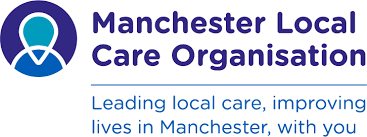 Manchester Local
Care Organisation
Leading local care, improving
lives in Manchester, with you